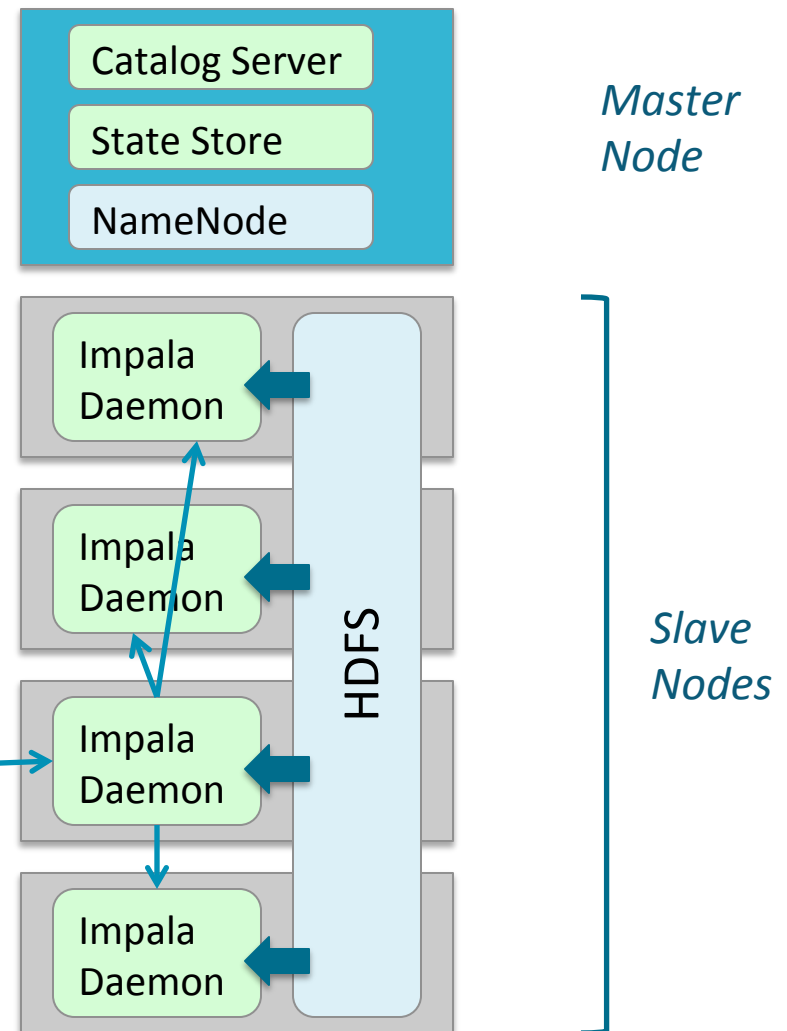 Catalog Server
State Store
NameNode
Master
Node
Impala
Daemon
Impala
Daemon
Impala
Daemon
Impala
Daemon
HDFS
Slave
Nodes